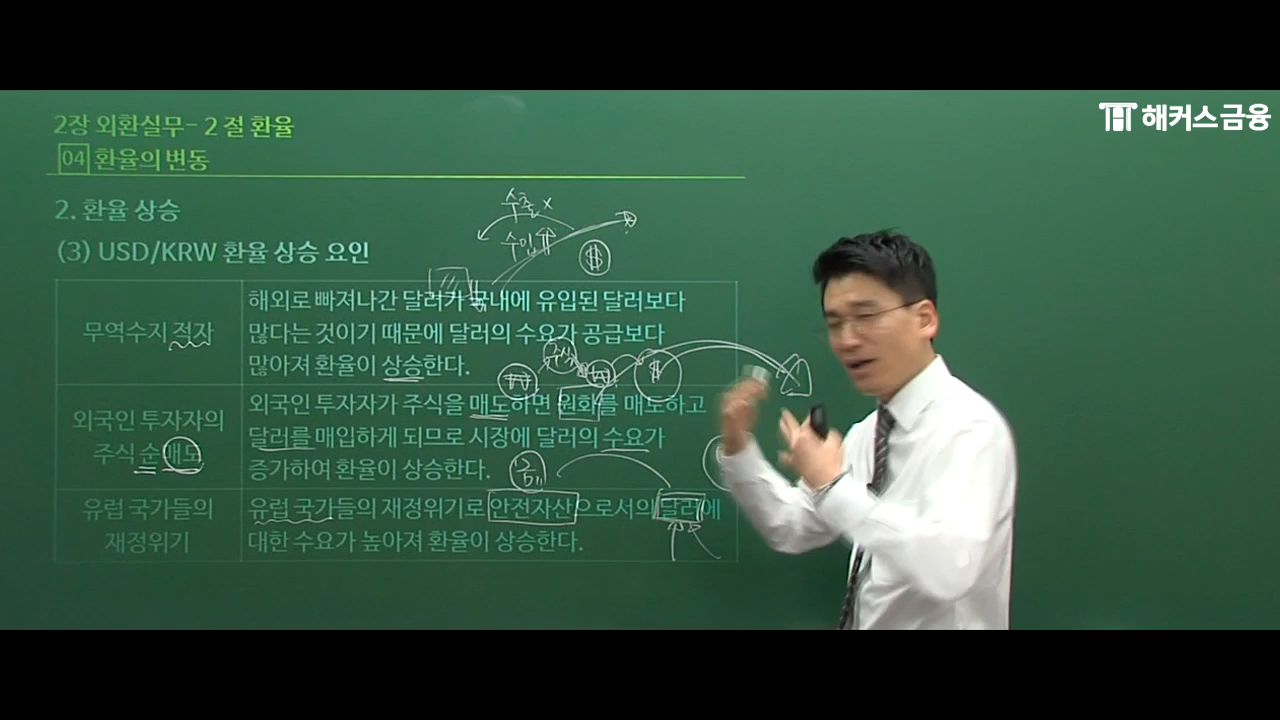 해커스금융
2장 외환실무- 2 절 환율
04 환율의 변동
2. 환율 상승
수출 x
(3) USD/KRW 환율 상승 요인
수입 ⇑
$
무역수지 적자
해외로 빠져나간 달러가 국내에 유입된 달러보다
많다는 것이기 때문에 달러의 수요가 공급보다
많아져 환율이 상승한다.
주식
₩
$
외국인 투자자의
주식 순매도
외국인 투자자가 주식을 매도하면 원화를 매도하고
달러를 매입하게 되므로 시장에 달러의 수요가
증가하여 환율이 상승한다.
금
유럽 국가들의
재정위기
유럽 국가들의 재정위기로 안전자산으로서의 달러에
대한 수요가 높아져 환율이 상승한다.